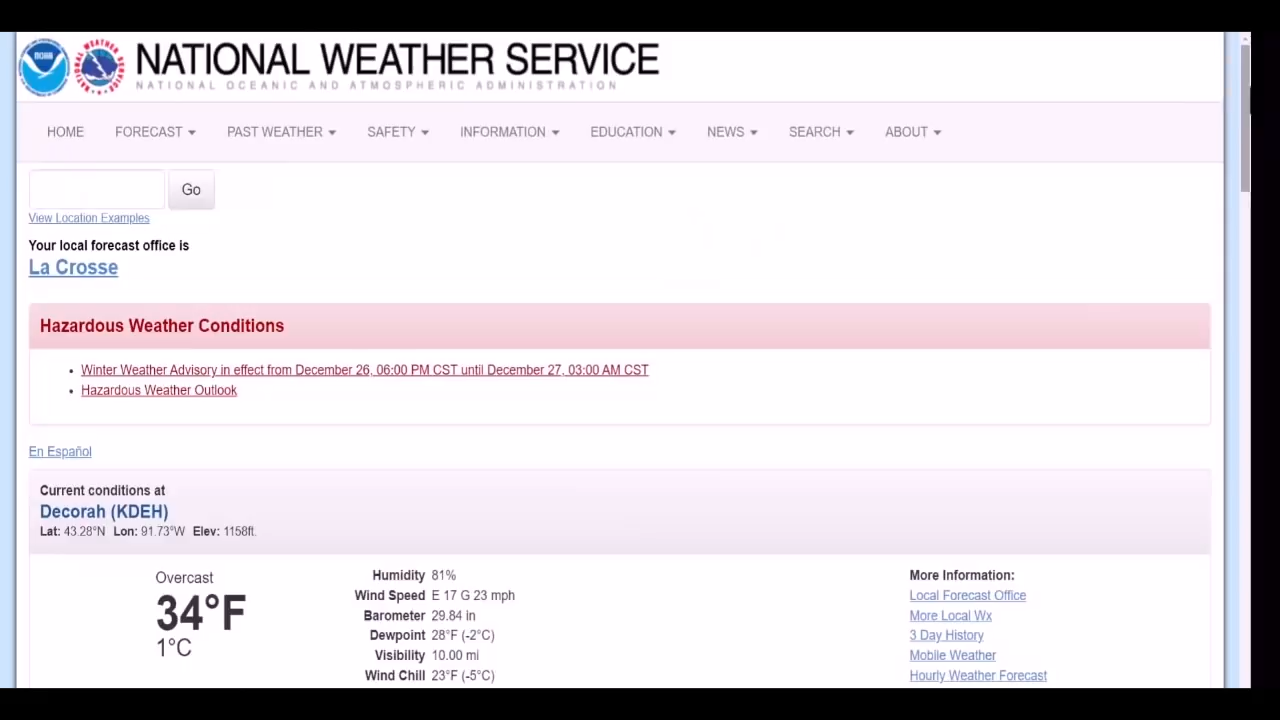 NOAA
NATIONAL WEATHER SERVICE
NATIONAL OCEANIC AND ATMOSPHERIC ADMINISTRATION
HOME FORECAST PAST WEATHER SAFETY INFORMATION EDUCATION NEWS SEARCH ABOUT
Go
View Location Examples
Your local forecast office is
La Crosse
Hazardous Weather Conditions
• Winter Weather Advisory in effect from December 26, 06:00 PM CST until December 27, 03:00 AM CST
• Hazardous Weather Outlook
En Español
Current conditions at
Decorah (KDEH)
Lat: 43.28°N Lon: 91.73°W Elev: 1158ft.
Overcast
34°F
1°C
Humidity 81%
Wind Speed E 17 G 23 mph
Barometer 29.84 in
Dewpoint 28°F (-2°C)
Visibility 10.00 mi
Wind Chill 23°F (-5°C)
More Information:
Local Forecast Office
More Local Wx
3 Day History
Mobile Weather
Hourly Weather Forecast